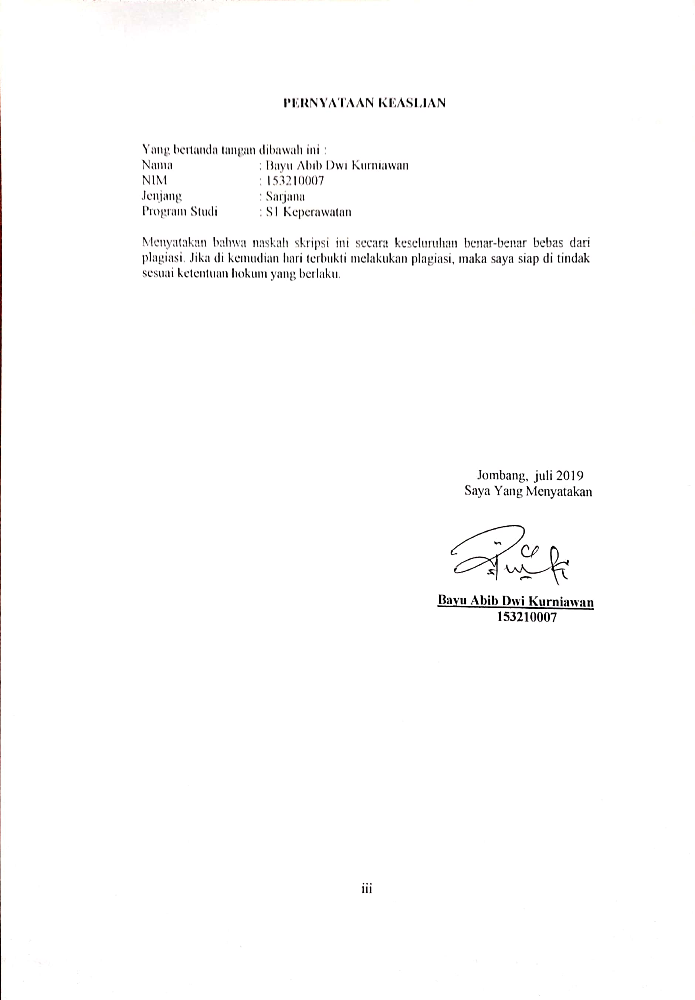 PERNYATAAN KEASLIAN
Yang bertanda tangan dibawah ini :
Nama : Bayu Abib Dwi Kurniawan
NIM : 153210007
Jenjang : Sarjana
Program Studi : S1 Keperawatan
Menyatakan bahwa naskah skripsi ini secara keseluruhan benar-benar bebas dari
plagiasi. Jika di kemudian hari terbukti melakukan plagiasi, maka saya siap di tindak
sesuai ketentuan hokum yang berlaku.
Jombang, juli 2019
Saya Yang Menyatakan
Bayu Abib Dwi Kurniawan
153210007
iii